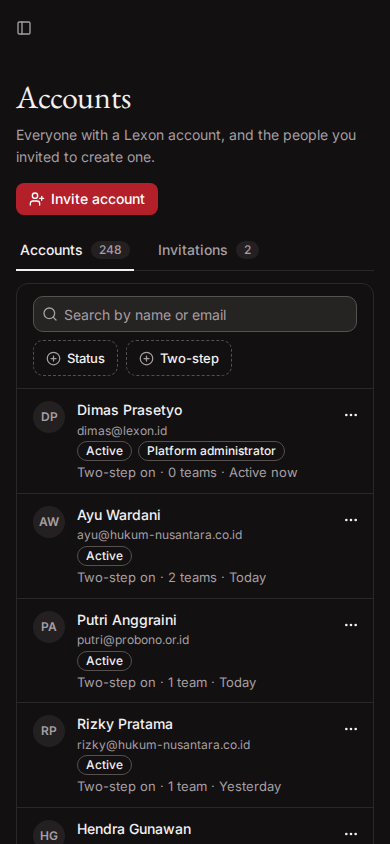 Accounts
Everyone with a Lexon account, and the people you
invited to create one.
Invite account
Accounts 248 Invitations 2
Search by name or email
Status Two-step
DP Dimas Prasetyo
dimas@lexon.id
Active Platform administrator
Two-step on · 0 teams · Active now
AW Ayu Wardani
ayu@hukum-nusantara.co.id
Active
Two-step on · 2 teams · Today
PA Putri Anggraini
putri@probono.or.id
Active
Two-step on · 1 team · Today
RP Rizky Pratama
rizky@hukum-nusantara.co.id
Active
Two-step on · 1 team · Yesterday
HG Hendra Gunawan